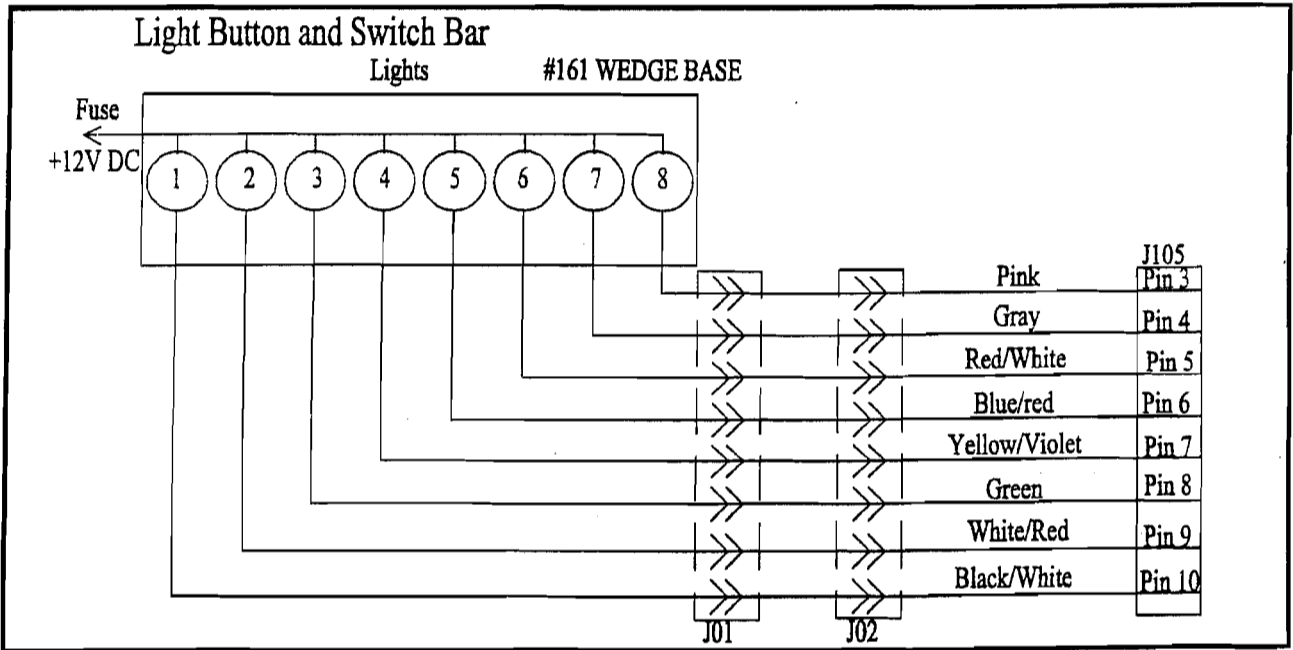 Light Button and Switch Bar
Lights #161 WEDGE BASE
Fuse
+12V DC
1 2 3 4 5 6 7 8
J105
Pink Pin 3
Gray Pin 4
Red/White Pin 5
Blue/red Pin 6
Yellow/Violet Pin 7
Green Pin 8
White/Red Pin 9
Black/White Pin 10
J01 J02